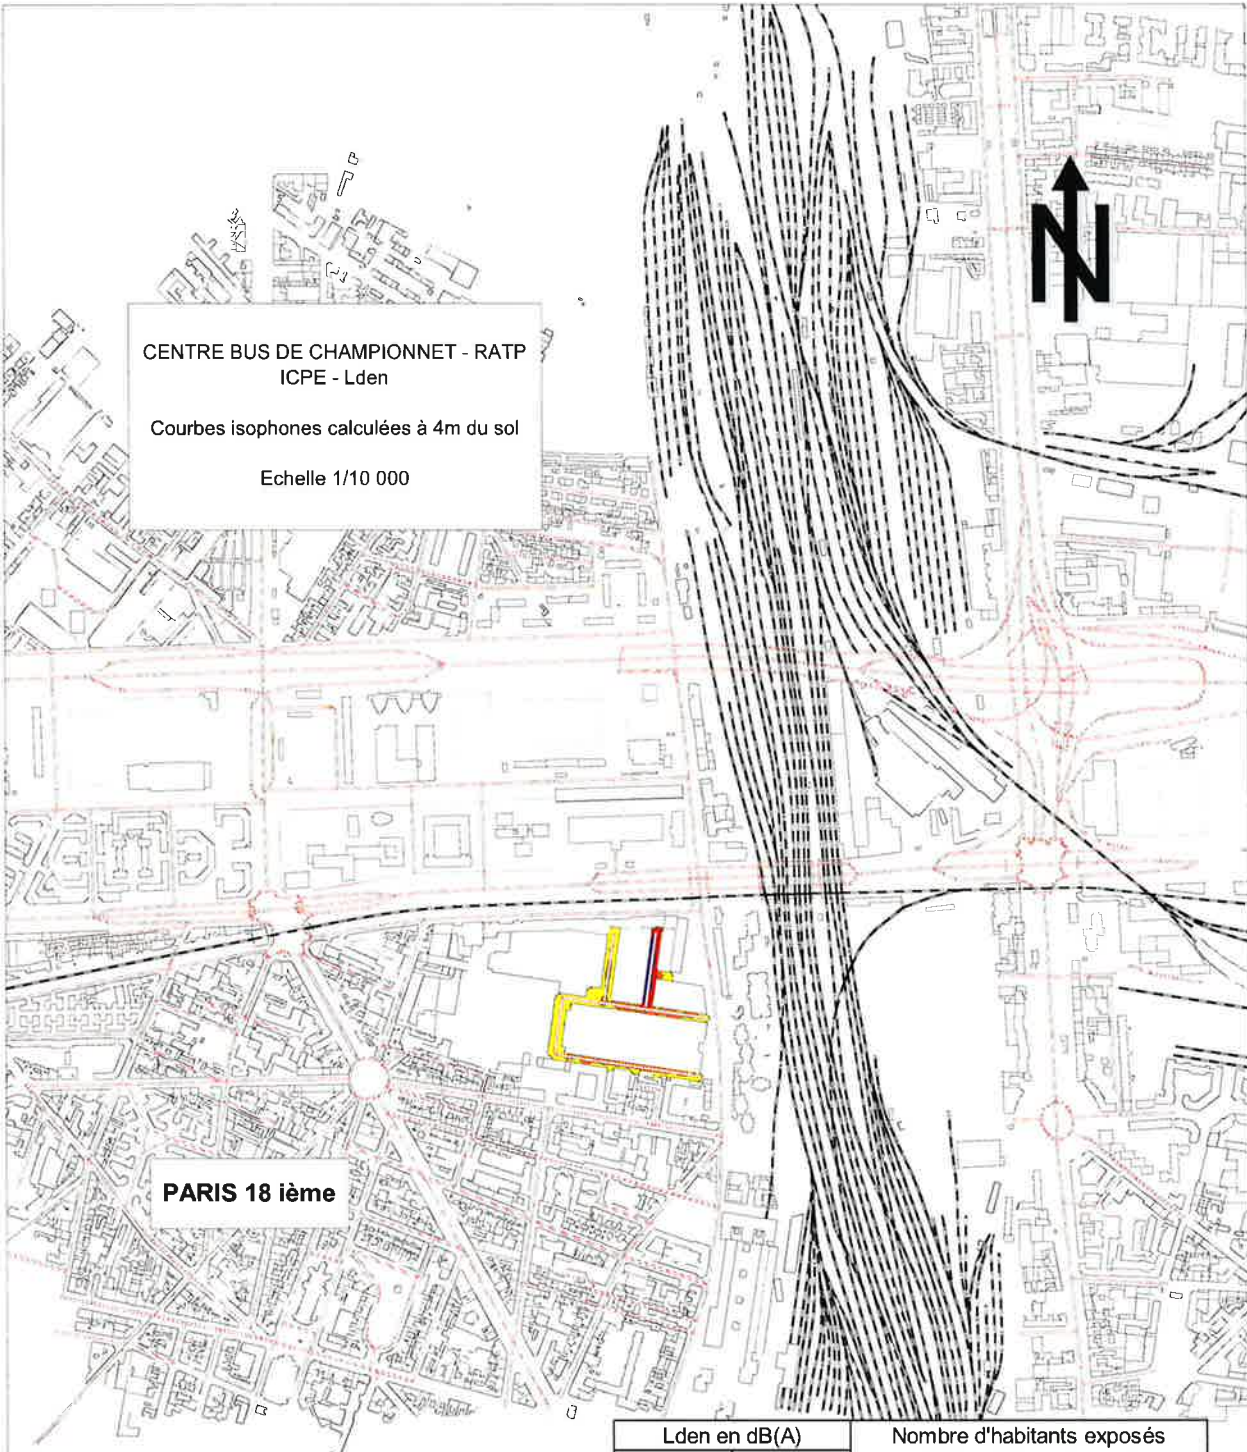 N
CENTRE BUS DE CHAMPIONNET - RATP
ICPE - Lden
Courbes isophones calculées à 4m du sol
Echelle 1/10 000
PARIS 18 ième
Lden en dB(A)
Nombre d'habitants exposés